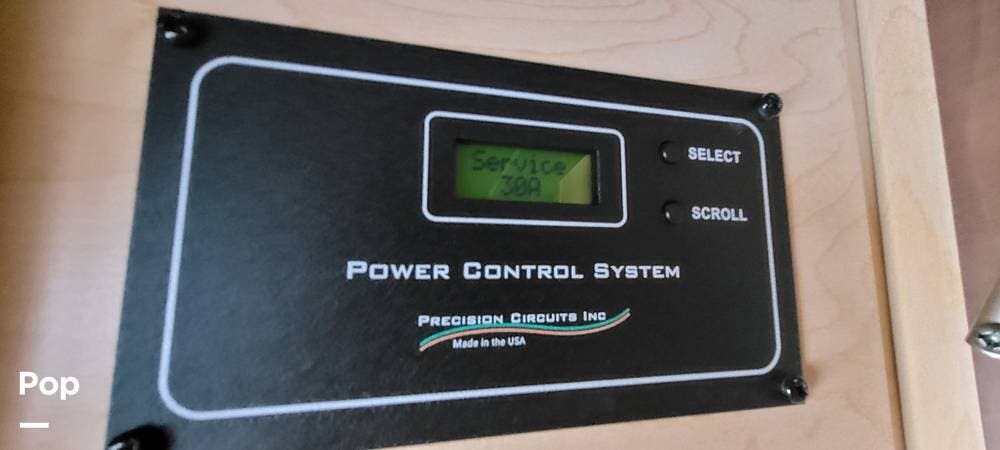 Service
30A
SELECT
SCROLL
POWER CONTROL SYSTEM
PRECISION CIRCUITS INC
Made in the USA
Pop